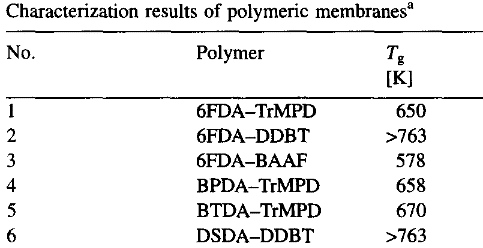 Characterization results of polymeric membranesa
No. Polymer Tg
[K]
1 6FDA–TrMPD 650
2 6FDA–DDBT >763
3 6FDA–BAAF 578
4 BPDA–TrMPD 658
5 BTDA–TrMPD 670
6 DSDA–DDBT >763